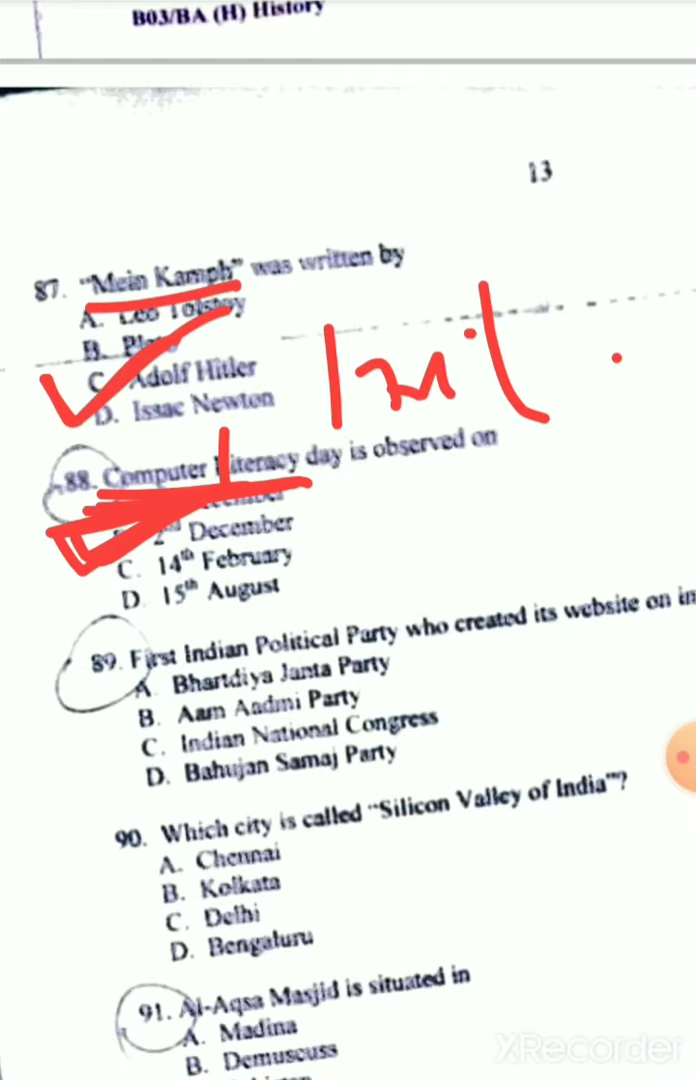 B03/BA (H) History
13
87. "Mein Kamph" was written by
A. Leo Tolstoy
B. Plato
C. Adolf Hitler
D. Issac Newton
88. Computer Literacy day is observed on
December
2nd December
C. 14th February
D. 15th August
89. First Indian Political Party who created its website on in
A. Bhartdiya Janta Party
B. Aam Aadmi Party
C. Indian National Congress
D. Bahujan Samaj Party
90. Which city is called "Silicon Valley of India"?
A. Chennai
B. Kolkata
C. Delhi
D. Bengaluru
91. Al-Aqsa Masjid is situated in
A. Madina
B. Demuscuss
XRecorder